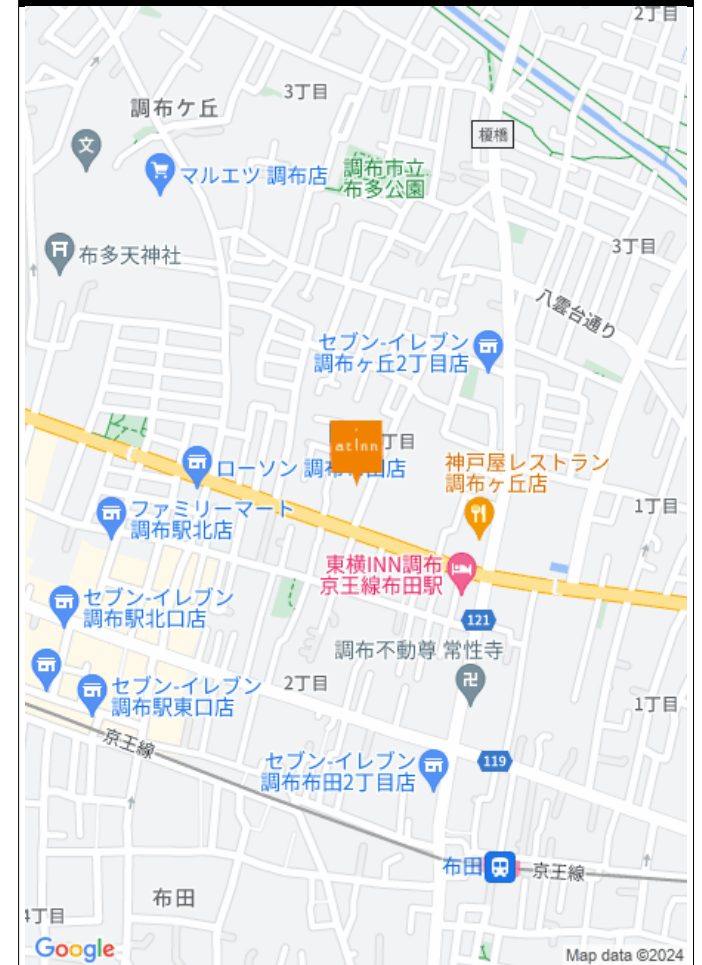 2丁目
3丁目
調布ケ丘
榎橋
文
マルエツ 調布店
調布市立
布多公園
布多天神社
3丁目
八雲台通り
セブン-イレブン
調布ヶ丘2丁目店
at Inn
丁目
ローソン 調布
店
神戸屋レストラン
調布ヶ丘店
1丁目
ファミリーマート
調布駅北店
東横INN調布
京王線布田駅
セブン-イレブン
調布駅北口店
121
調布不動尊 常性寺
卍
セブン-イレブン
調布駅東口店
2丁目
1丁目
京王線
セブン-イレブン
調布布田2丁目店
119
布田
京王線
布田
丁目
Google
Map data ©2024